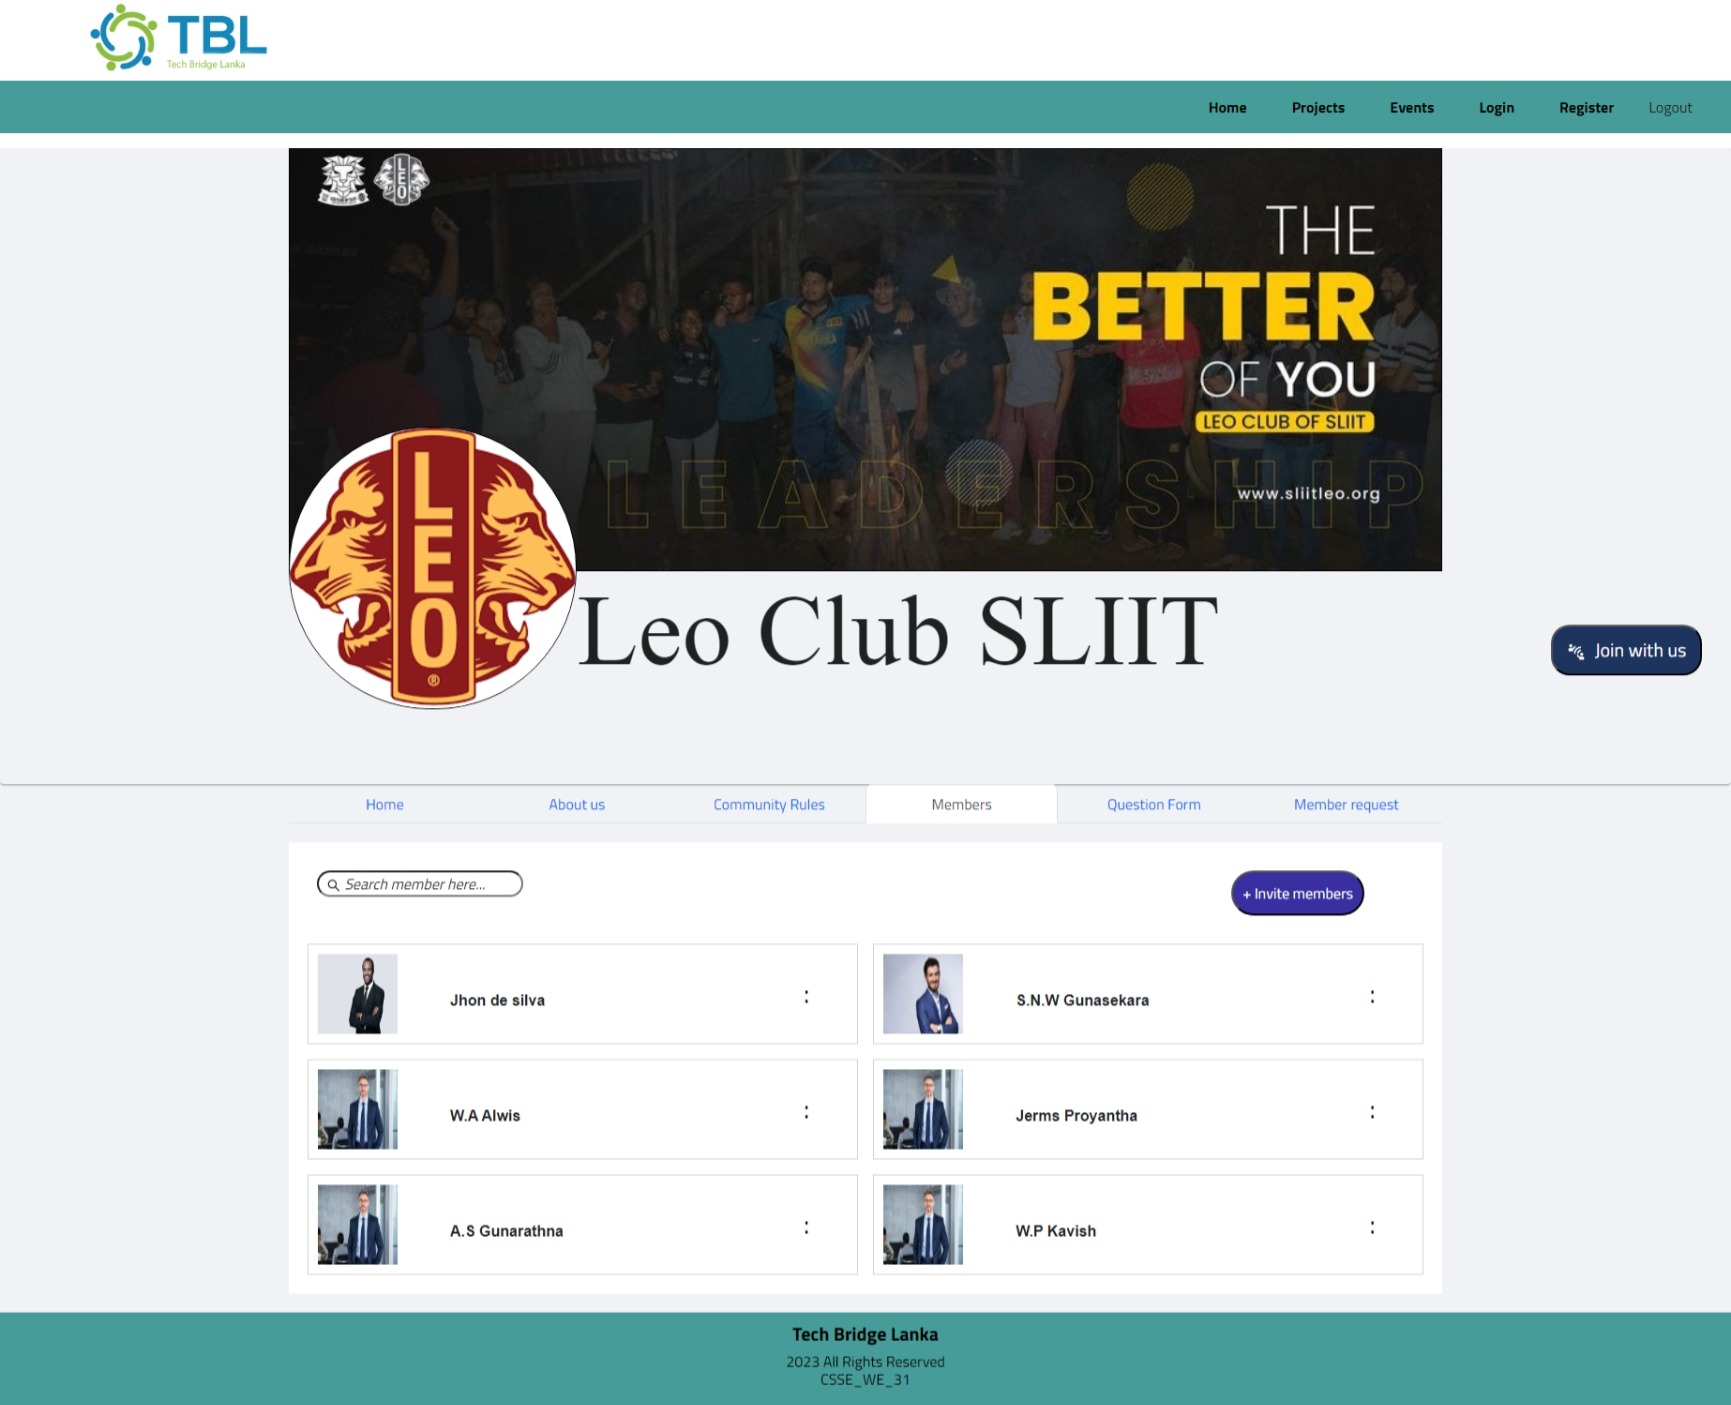 TBL
Tech Bridge Lanka
Home Projects Events Login Register Logout
LEO
THE
BETTER
OF YOU
LEO CLUB OF SLIIT
LEADERSHIP
www.sliitleo.org
LEO
®
Leo Club SLIIT
Join with us
Home About us Community Rules Members Question Form Member request
Search member here...
+ Invite members
Jhon de silva
S.N.W Gunasekara
W.A Alwis
Jerms Proyantha
A.S Gunarathna
W.P Kavish
Tech Bridge Lanka
2023 All Rights Reserved
CSSE_WE_31